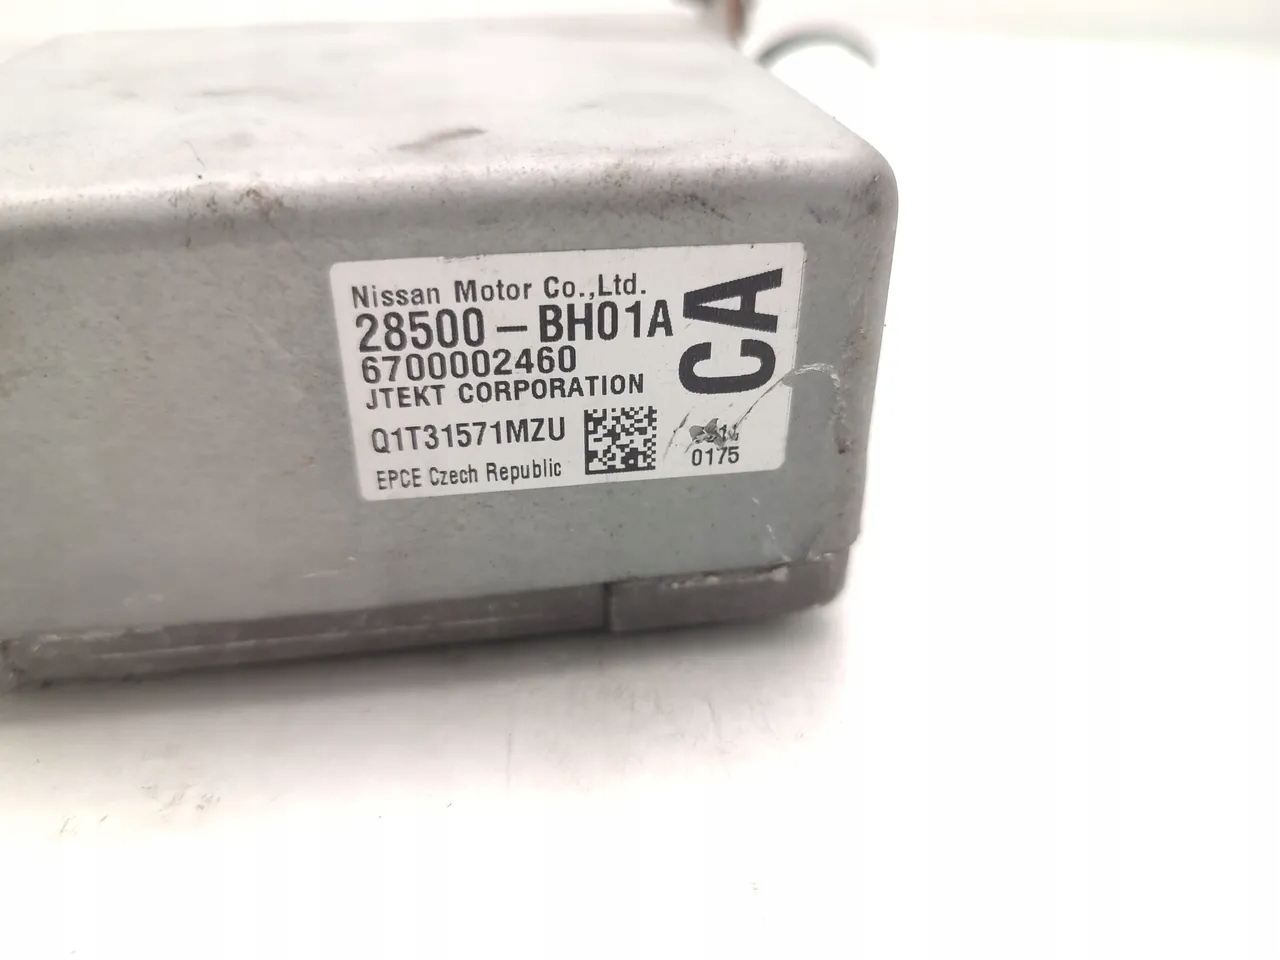 Nissan Motor Co.,Ltd.
28500-BH01A
6700002460
JTEKT CORPORATION
CA
Q1T31571MZU
0175
EPCE Czech Republic